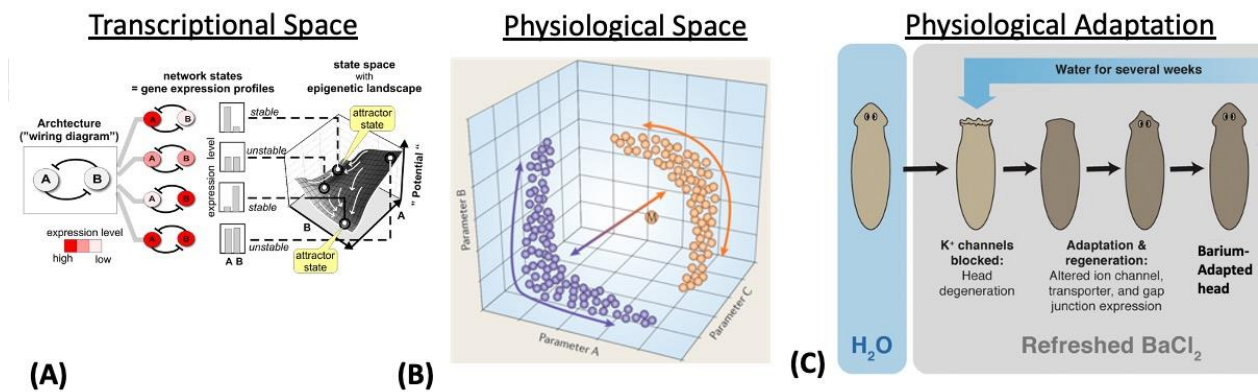 Transcriptional Space
network states
= gene expression profiles
state space
with
epigenetic landscape
Archtecture
("wiring diagram")
A
B
A
B
A
B
A
B
A
B
expression level
high
low
expression level
stable
unstable
stable
unstable
A B
attractor
state
attractor
state
B
A
"Potential"
(A)
Physiological Space
Parameter B
Parameter A
Parameter C
M
(B)
Physiological Adaptation
Water for several weeks
K⁺ channels
blocked:
Head
degeneration
Adaptation &
regeneration:
Altered ion channel,
transporter, and gap
junction expression
Barium-
Adapted
head
H₂O
Refreshed BaCl₂
(C)